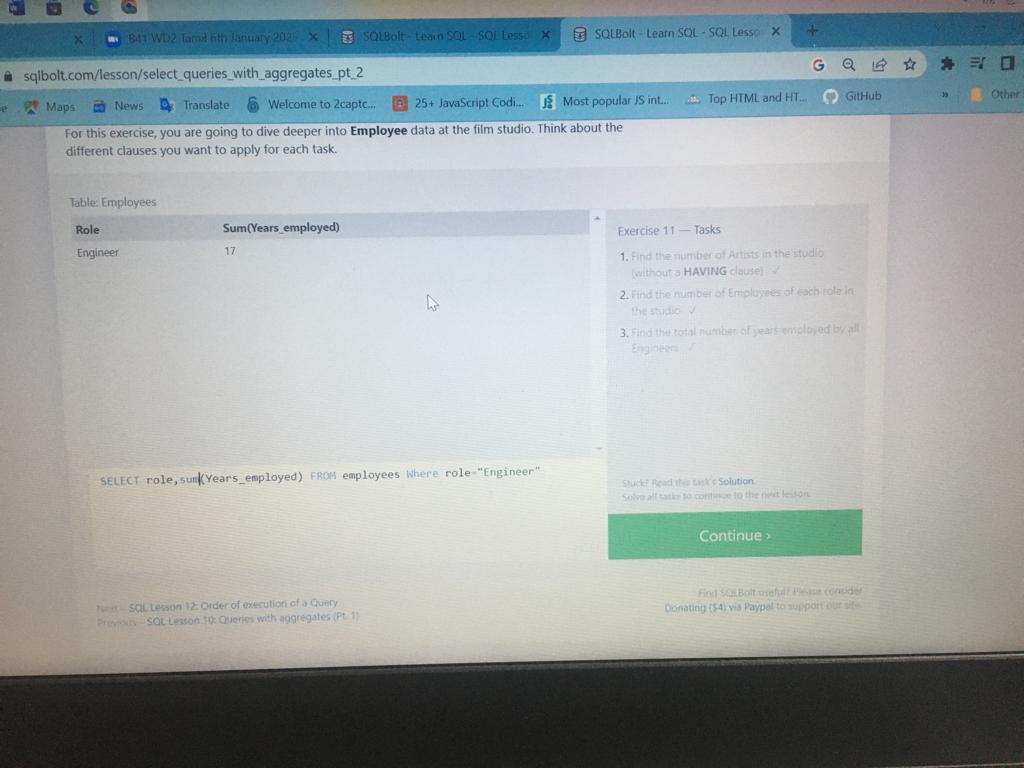 B41 WD2 Tamil 6th January 2023
SQLBolt - Learn SQL - SQL Lesso
SQLBolt - Learn SQL - SQL Lesso
sqlbolt.com/lesson/select_queries_with_aggregates_pt_2
Maps News Translate Welcome to 2captc... 25+ JavaScript Codi... Most popular JS int... Top HTML and HT... GitHub » Other
For this exercise, you are going to dive deeper into Employee data at the film studio. Think about the
different clauses you want to apply for each task.
Table: Employees
Role Sum(Years_employed)
Engineer 17
Exercise 11 — Tasks
1. Find the number of Artists in the studio
(without a HAVING clause) ✓
2. Find the number of Employees of each role in
the studio ✓
3. Find the total number of years employed by all
Engineers ✓
SELECT role,sum(Years_employed) FROM employees Where role="Engineer"
Stuck? Read this task's Solution.
Solve all tasks to continue to the next lesson.
Continue ›
Next – SQL Lesson 12: Order of execution of a Query
Previous – SQL Lesson 10: Queries with aggregates (Pt. 1)
Find SQLBolt useful? Please consider
Donating ($4) via Paypal to support our site.